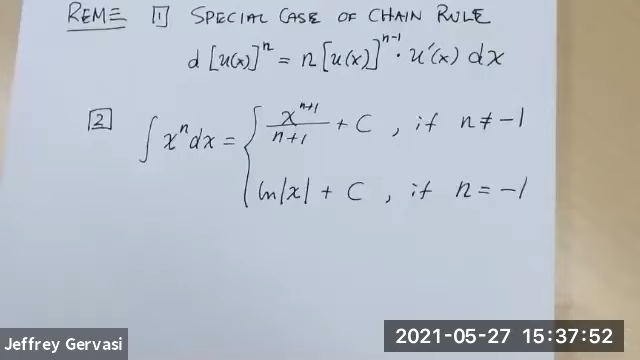 REME 1 SPECIAL CASE OF CHAIN RULE
d [u(x)]^n = n [u(x)]^{n-1} · u'(x) dx
2 ∫ x^n dx = { x^{n+1}/n+1 + C , if n ≠ -1
ln|x| + C , if n = -1
Jeffrey Gervasi
2021-05-27 15:37:52